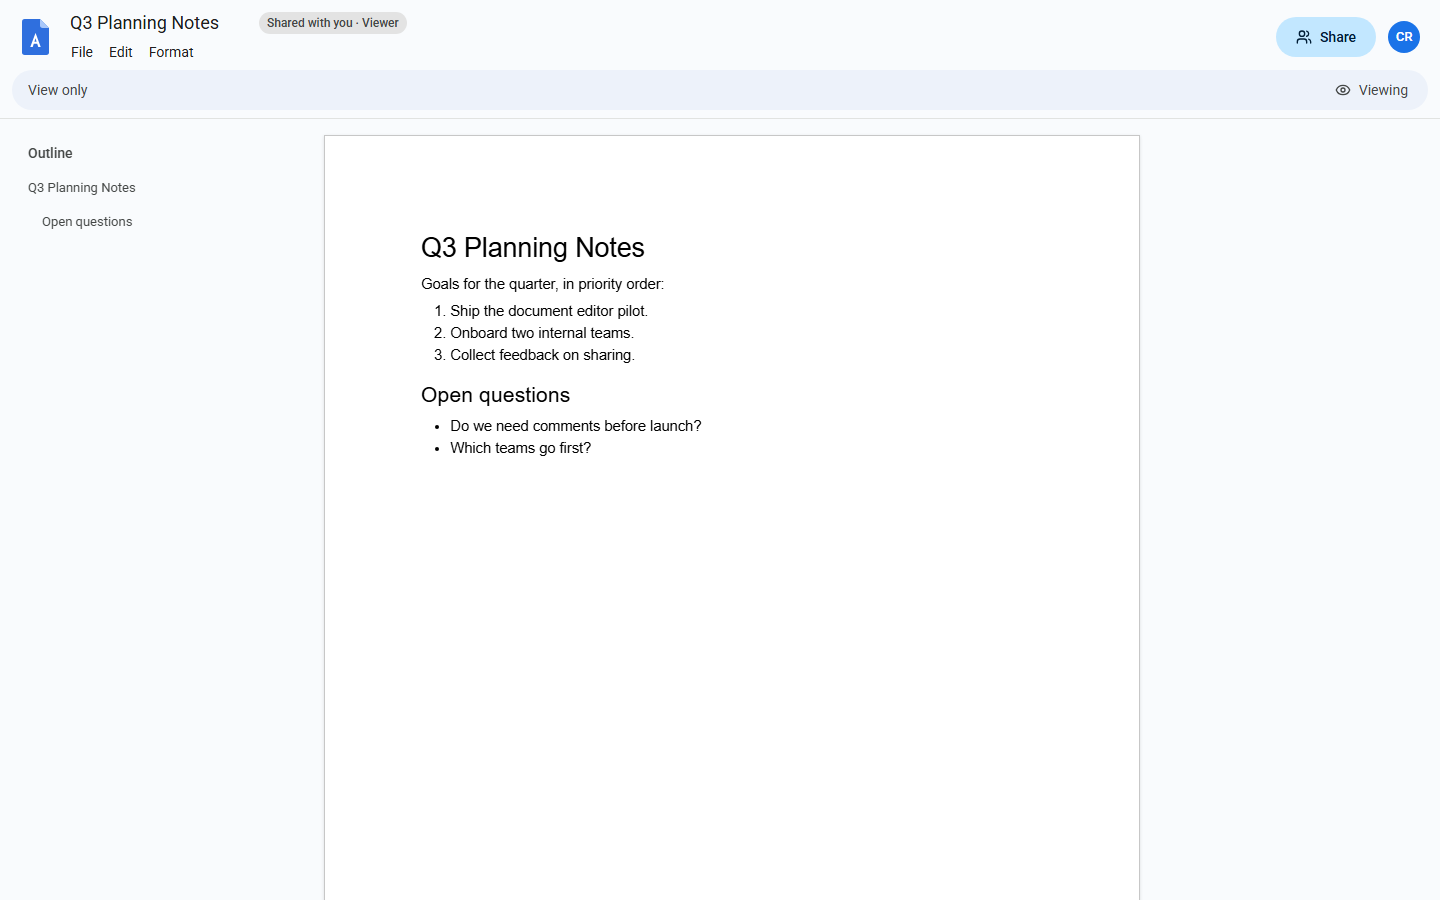 Q3 Planning Notes
Shared with you · Viewer
File Edit Format
Share
CR
View only
Viewing
Outline
Q3 Planning Notes
Open questions
Q3 Planning Notes
Goals for the quarter, in priority order:
1. Ship the document editor pilot.
2. Onboard two internal teams.
3. Collect feedback on sharing.
Open questions
• Do we need comments before launch?
• Which teams go first?